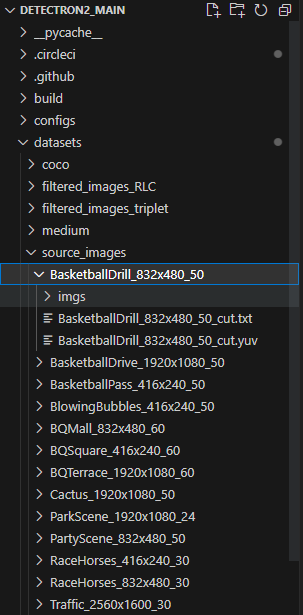 DETECTRON2_MAIN
__pycache__
.circleci
.github
build
configs
datasets
coco
filtered_images_RLC
filtered_images_triplet
medium
source_images
BasketballDrill_832x480_50
imgs
BasketballDrill_832x480_50_cut.txt
BasketballDrill_832x480_50_cut.yuv
BasketballDrive_1920x1080_50
BasketballPass_416x240_50
BlowingBubbles_416x240_50
BQMall_832x480_60
BQSquare_416x240_60
BQTerrace_1920x1080_60
Cactus_1920x1080_50
ParkScene_1920x1080_24
PartyScene_832x480_50
RaceHorses_416x240_30
RaceHorses_832x480_30
Traffic_2560x1600_30